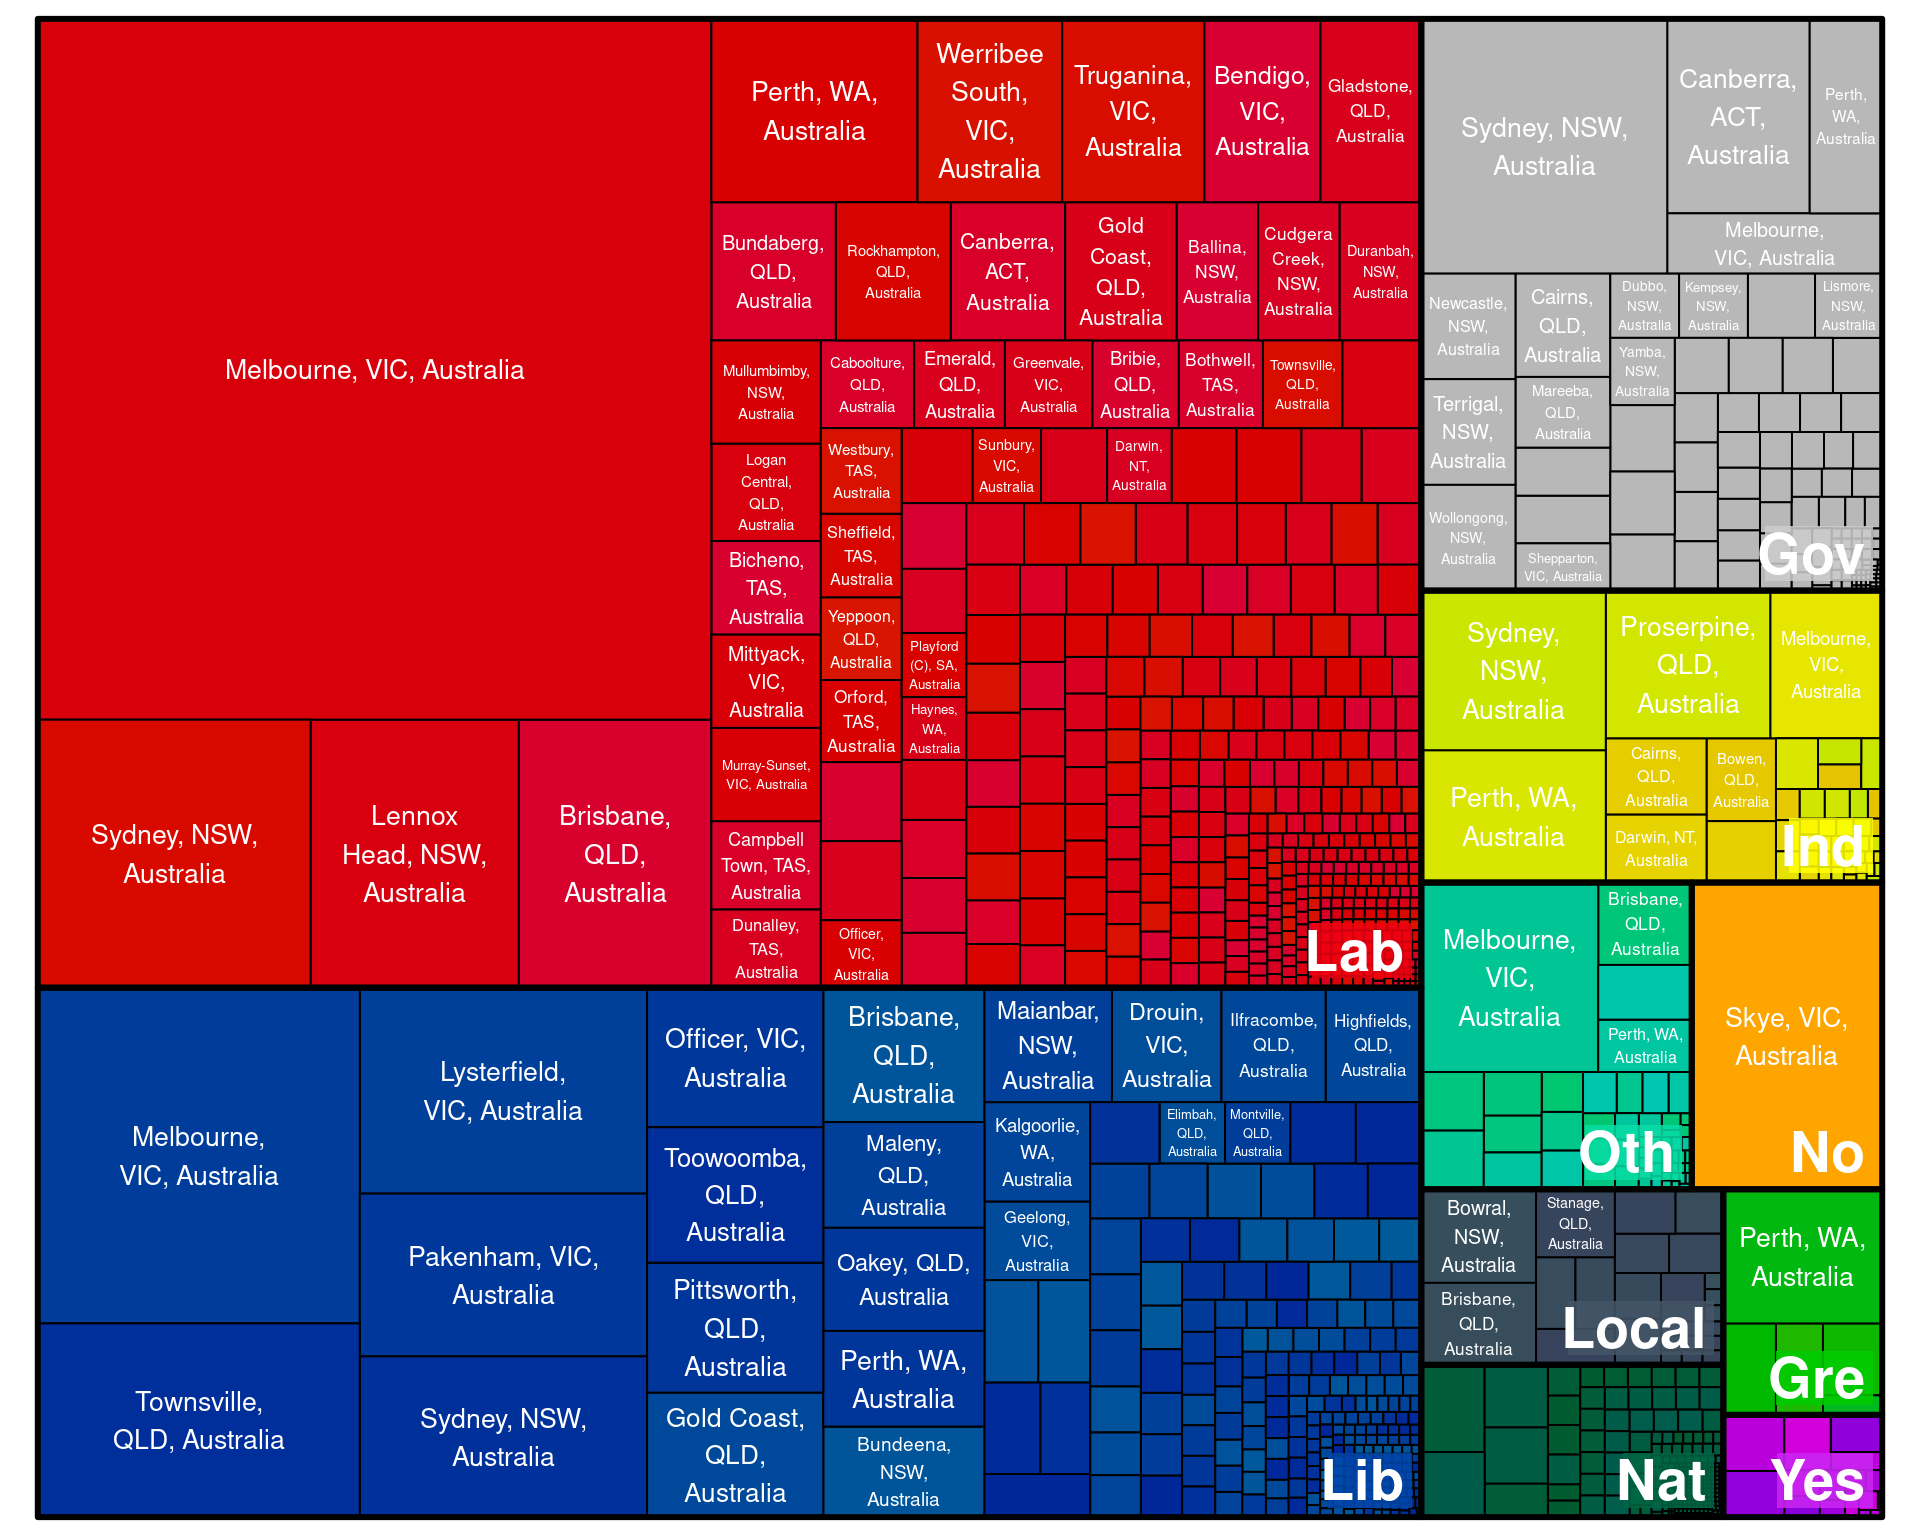 Melbourne, VIC, Australia
Sydney, NSW,
Australia
Lennox
Head, NSW,
Australia
Brisbane,
QLD,
Australia
Perth, WA,
Australia
Werribee
South,
VIC,
Australia
Truganina,
VIC,
Australia
Bendigo,
VIC,
Australia
Gladstone,
QLD,
Australia
Bundaberg,
QLD,
Australia
Rockhampton,
QLD,
Australia
Canberra,
ACT,
Australia
Gold
Coast,
QLD,
Australia
Ballina,
NSW,
Australia
Cudgera
Creek,
NSW,
Australia
Duranbah,
NSW,
Australia
Mullumbimby,
NSW,
Australia
Caboolture,
QLD,
Australia
Emerald,
QLD,
Australia
Greenvale,
VIC,
Australia
Bribie,
QLD,
Australia
Bothwell,
TAS,
Australia
Townsville,
QLD,
Australia
Logan
Central,
QLD,
Australia
Westbury,
TAS,
Australia
Sunbury,
VIC,
Australia
Darwin,
NT,
Australia
Bicheno,
TAS,
Australia
Sheffield,
TAS,
Australia
Mittyack,
VIC,
Australia
Yeppoon,
QLD,
Australia
Playford
(C), SA,
Australia
Orford,
TAS,
Australia
Haynes,
WA,
Australia
Murray-Sunset,
VIC, Australia
Campbell
Town, TAS,
Australia
Dunalley,
TAS,
Australia
Officer,
VIC,
Australia
Lab
Melbourne,
VIC, Australia
Townsville,
QLD, Australia
Lysterfield,
VIC, Australia
Pakenham, VIC,
Australia
Sydney, NSW,
Australia
Officer, VIC,
Australia
Toowoomba,
QLD,
Australia
Pittsworth,
QLD,
Australia
Gold Coast,
QLD,
Australia
Brisbane,
QLD,
Australia
Maleny,
QLD,
Australia
Oakey, QLD,
Australia
Perth, WA,
Australia
Bundeena,
NSW,
Australia
Maianbar,
NSW,
Australia
Drouin,
VIC,
Australia
Ilfracombe,
QLD,
Australia
Highfields,
QLD,
Australia
Kalgoorlie,
WA,
Australia
Elimbah,
QLD,
Australia
Montville,
QLD,
Australia
Geelong,
VIC,
Australia
Lib
Sydney, NSW,
Australia
Canberra,
ACT,
Australia
Perth,
WA,
Australia
Melbourne,
VIC, Australia
Newcastle,
NSW,
Australia
Cairns,
QLD,
Australia
Dubbo,
NSW,
Australia
Kempsey,
NSW,
Australia
Lismore,
NSW,
Australia
Yamba,
NSW,
Australia
Terrigal,
NSW,
Australia
Mareeba,
QLD,
Australia
Wollongong,
NSW,
Australia
Shepparton,
VIC, Australia
Gov
Sydney,
NSW,
Australia
Proserpine,
QLD,
Australia
Melbourne,
VIC,
Australia
Perth, WA,
Australia
Cairns,
QLD,
Australia
Bowen,
QLD,
Australia
Darwin, NT,
Australia
Ind
Melbourne,
VIC,
Australia
Brisbane,
QLD,
Australia
Perth, WA,
Australia
Oth
Skye, VIC,
Australia
No
Bowral,
NSW,
Australia
Stanage,
QLD,
Australia
Brisbane,
QLD,
Australia
Local
Perth, WA,
Australia
Gre
Nat
Yes